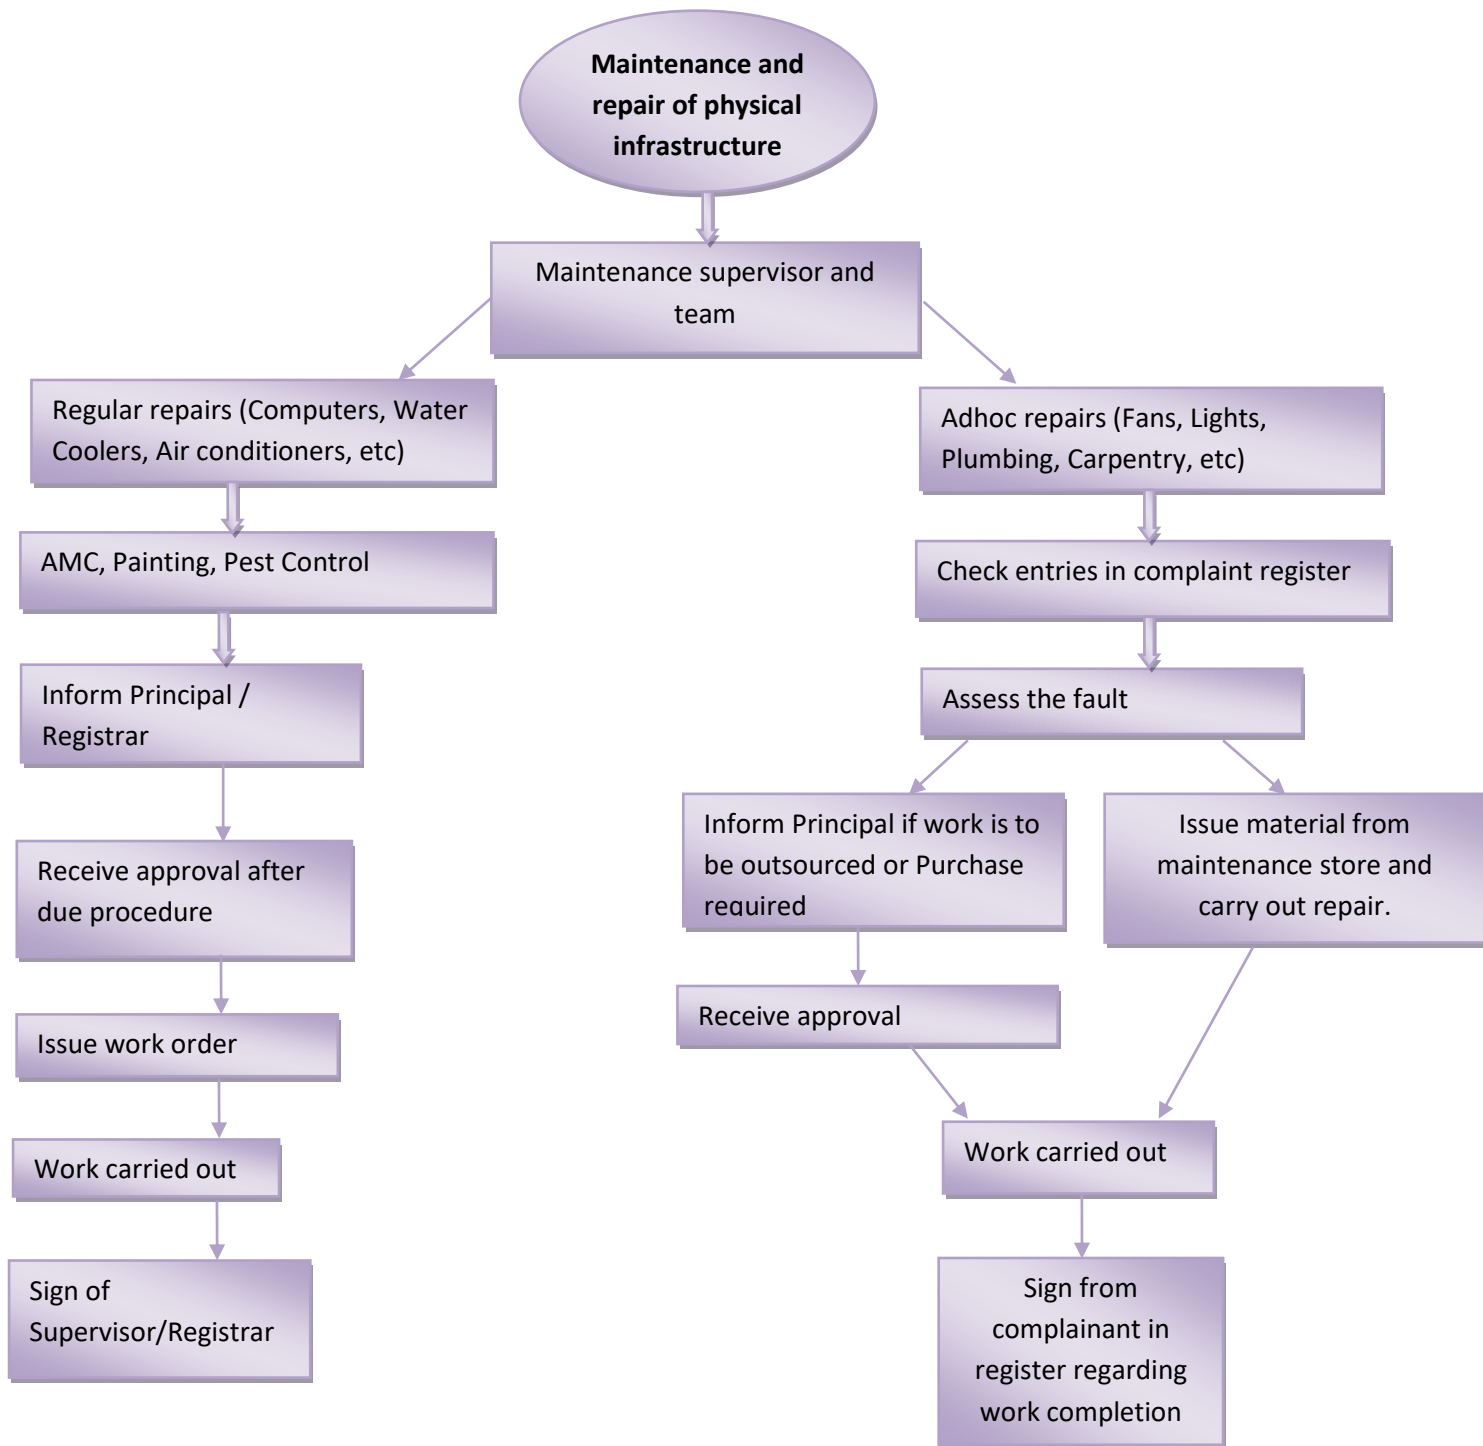 Maintenance and
repair of physical
infrastructure
Maintenance supervisor and
team
Regular repairs (Computers, Water
Coolers, Air conditioners, etc)
AMC, Painting, Pest Control
Inform Principal /
Registrar
Receive approval after
due procedure
Issue work order
Work carried out
Sign of
Supervisor/Registrar
Adhoc repairs (Fans, Lights,
Plumbing, Carpentry, etc)
Check entries in complaint register
Assess the fault
Inform Principal if work is to
be outsourced or Purchase
required
Receive approval
Issue material from
maintenance store and
carry out repair.
Work carried out
Sign from
complainant in
register regarding
work completion